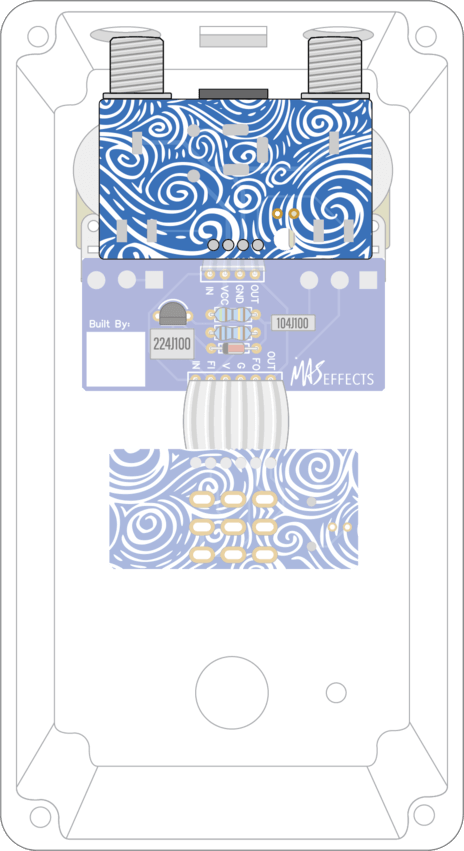 IN VCC GND OUT
104J100
Built By:
224J100
MAS EFFECTS
IN FI V G FO OUT